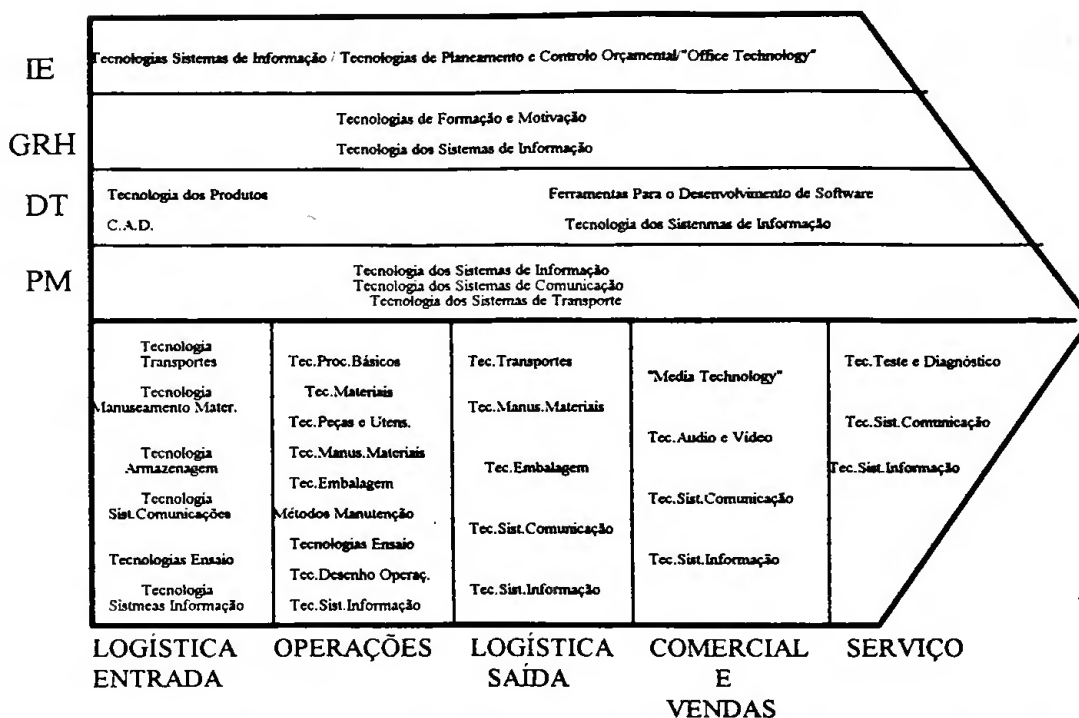 IE
Tecnologias Sistemas de Informação / Tecnologias de Planeamento e Controlo Orçamental/"Office Technology"
GRH
Tecnologias de Formação e Motivação
Tecnologia dos Sistemas de Informação
DT
Tecnologia dos Produtos
Ferramentas Para o Desenvolvimento de Software
C.A.D.
Tecnologia dos Sistenmas de Informação
PM
Tecnologia dos Sistemas de Informação
Tecnologia dos Sistemas de Comunicação
Tecnologia dos Sistemas de Transporte
Tecnologia
Transportes
Tecnologia
Manuseamento Mater.
Tecnologia
Armazenagem
Tecnologia
Sist.Comunicações
Tecnologias Ensaio
Tecnologia
Sistmeas Informação
Tec.Proc.Básicos
Tec.Materiais
Tec.Peças e Utens.
Tec.Manus.Materiais
Tec.Embalagem
Métodos Manutenção
Tecnologias Ensaio
Tec.Desenho Operaç.
Tec.Sist.Informação
Tec.Transportes
Tec.Manus.Materiais
Tec.Embalagem
Tec.Sist.Comunicação
Tec.Sist.Informação
"Media Technology"
Tec.Audio e Vídeo
Tec.Sist.Comunicação
Tec.Sist.Informação
Tec.Teste e Diagnóstico
Tec.Sist.Comunicação
Tec.Sist.Informação
LOGÍSTICA
ENTRADA
OPERAÇÕES
LOGÍSTICA
SAÍDA
COMERCIAL
E
VENDAS
SERVIÇO